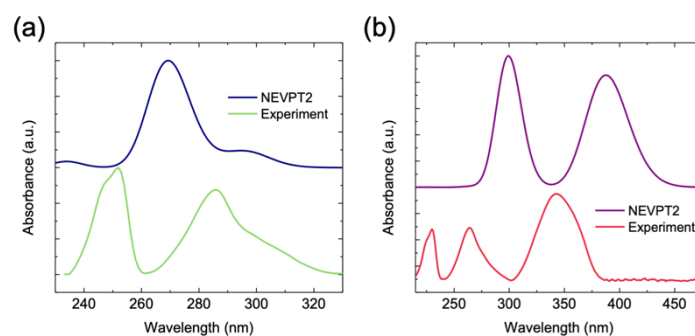 (a)
NEVPT2
Experiment
Absorbance (a.u.)
240 260 280 300 320
Wavelength (nm)
(b)
NEVPT2
Experiment
Absorbance (a.u.)
250 300 350 400 450
Wavelength (nm)